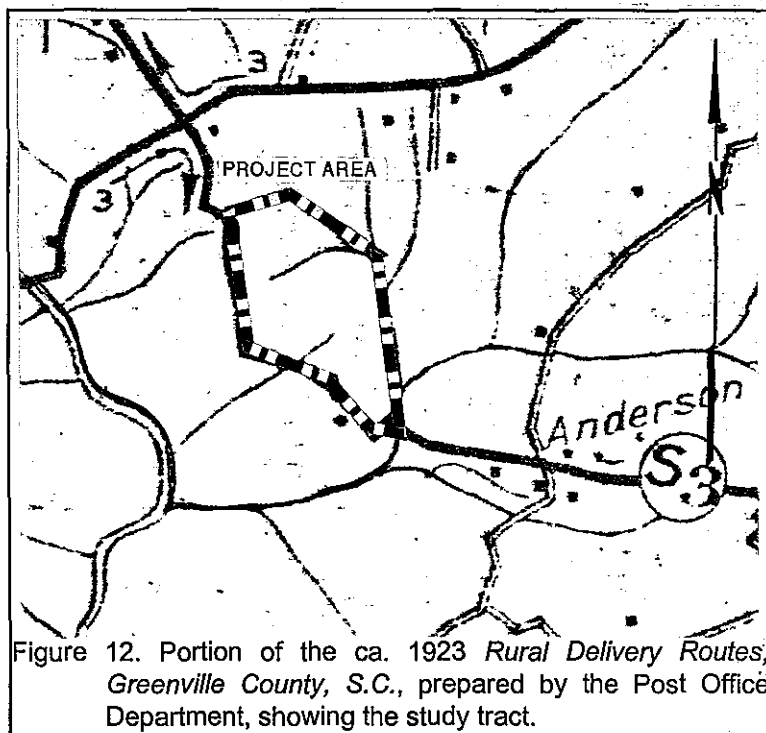 3
3
PROJECT AREA
N
Anderson
S
3
Figure 12. Portion of the ca. 1923 Rural Delivery Routes,
Greenville County, S.C., prepared by the Post Office
Department, showing the study tract.